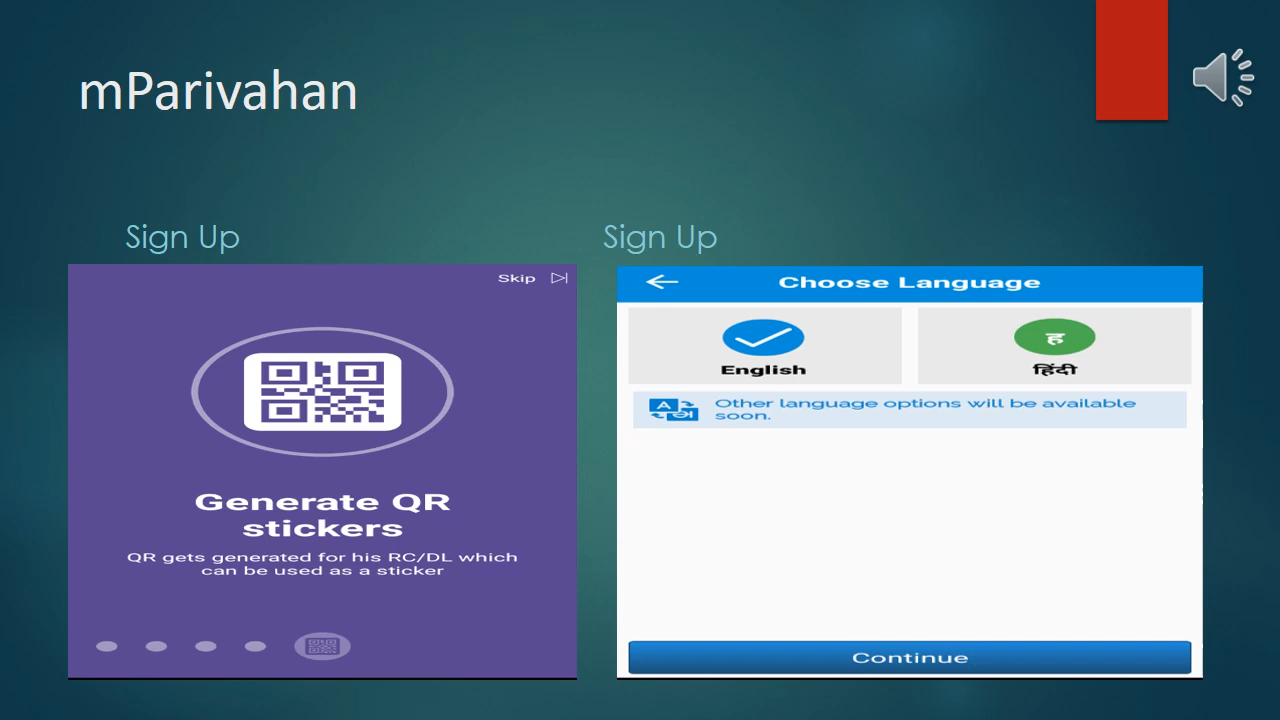 mParivahan
Sign Up
Skip
Generate QR
stickers
QR gets generated for his RC/DL which
can be used as a sticker
Sign Up
Choose Language
English
ह
हिंदी
A
Other language options will be available
soon.
Continue